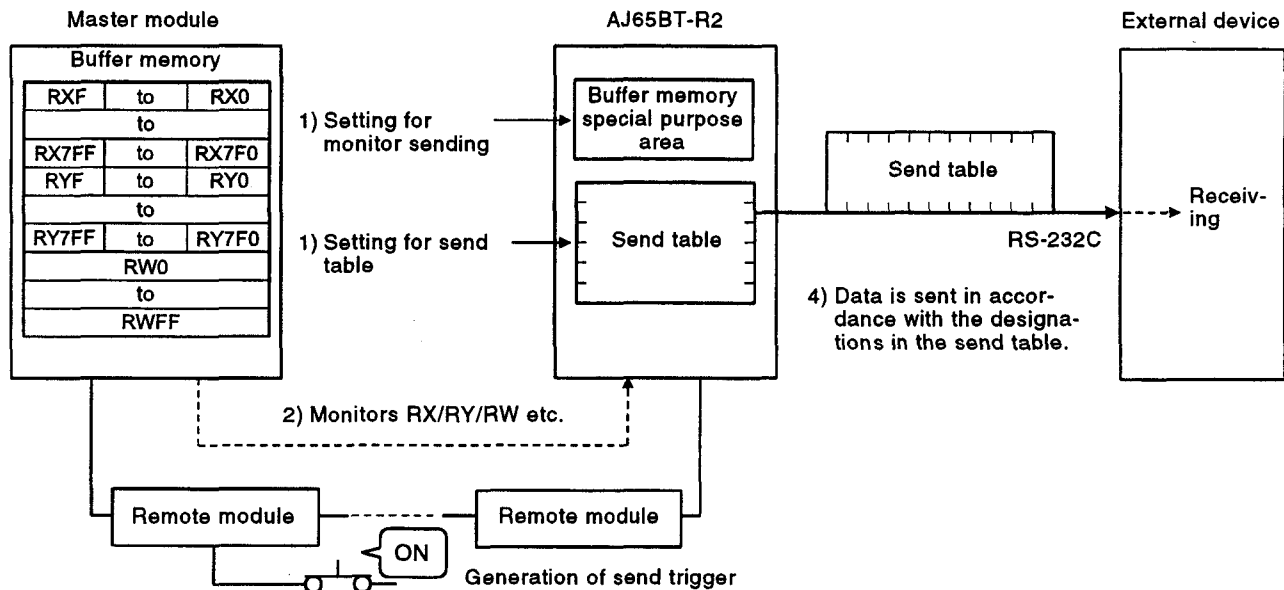 Master module
Buffer memory
RXF to RX0
to
RX7FF to RX7F0
RYF to RY0
to
RY7FF to RY7F0
RW0
to
RWFF
1) Setting for
monitor sending
1) Setting for send
table
AJ65BT-R2
Buffer memory
special purpose
area
Send table
Send table
RS-232C
4) Data is sent in accor-
dance with the designa-
tions in the send table.
External device
Receiv-
ing
2) Monitors RX/RY/RW etc.
Remote module
Remote module
ON
Generation of send trigger